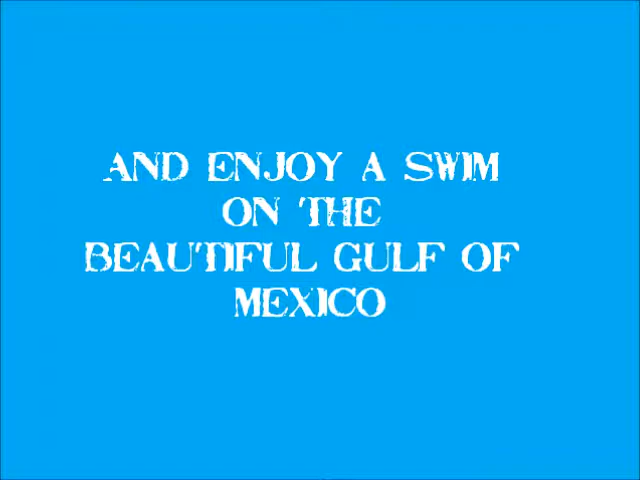 AND ENJOY A SWIM
ON THE
BEAUTIFUL GULF OF
MEXICO